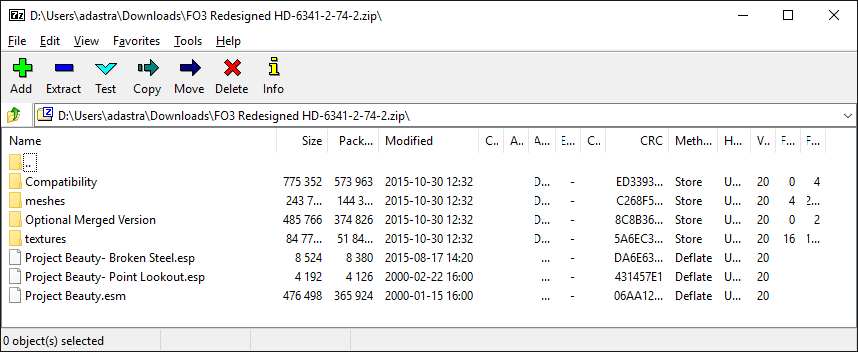 D:\Users\adastra\Downloads\FO3 Redesigned HD-6341-2-74-2.zip\
File Edit View Favorites Tools Help
Add Extract Test Copy Move Delete Info
D:\Users\adastra\Downloads\FO3 Redesigned HD-6341-2-74-2.zip\
Name Size Pack... Modified C.. A.. A... E... C.. CRC Meth... H... V.. F... F...
..
Compatibility 775 352 573 963 2015-10-30 12:32 D... - ED3393... Store U... 20 0 4
meshes 243 7... 144 3... 2015-10-30 12:32 D... - C268F5... Store U... 20 4 2...
Optional Merged Version 485 766 374 826 2015-10-30 12:32 D... - 8C8B36... Store U... 20 0 2
textures 84 77... 51 84... 2015-10-30 12:32 D... - 5A6EC3... Store U... 20 16 1...
Project Beauty- Broken Steel.esp 8 524 8 380 2015-08-17 14:20 ... - DA6E63... Deflate U... 20
Project Beauty- Point Lookout.esp 4 192 4 126 2000-02-22 16:00 ... - 431457E1 Deflate U... 20
Project Beauty.esm 476 498 365 924 2000-01-15 16:00 ... - 06AA12... Deflate U... 20
0 object(s) selected